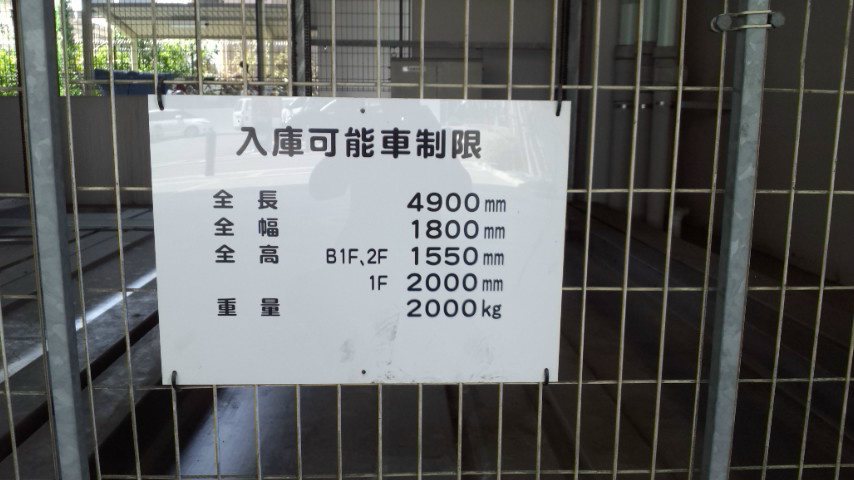 入庫可能車制限
全長 4900mm
全幅 1800mm
全高 B1F、2F 1550mm
1F 2000mm
重量 2000kg